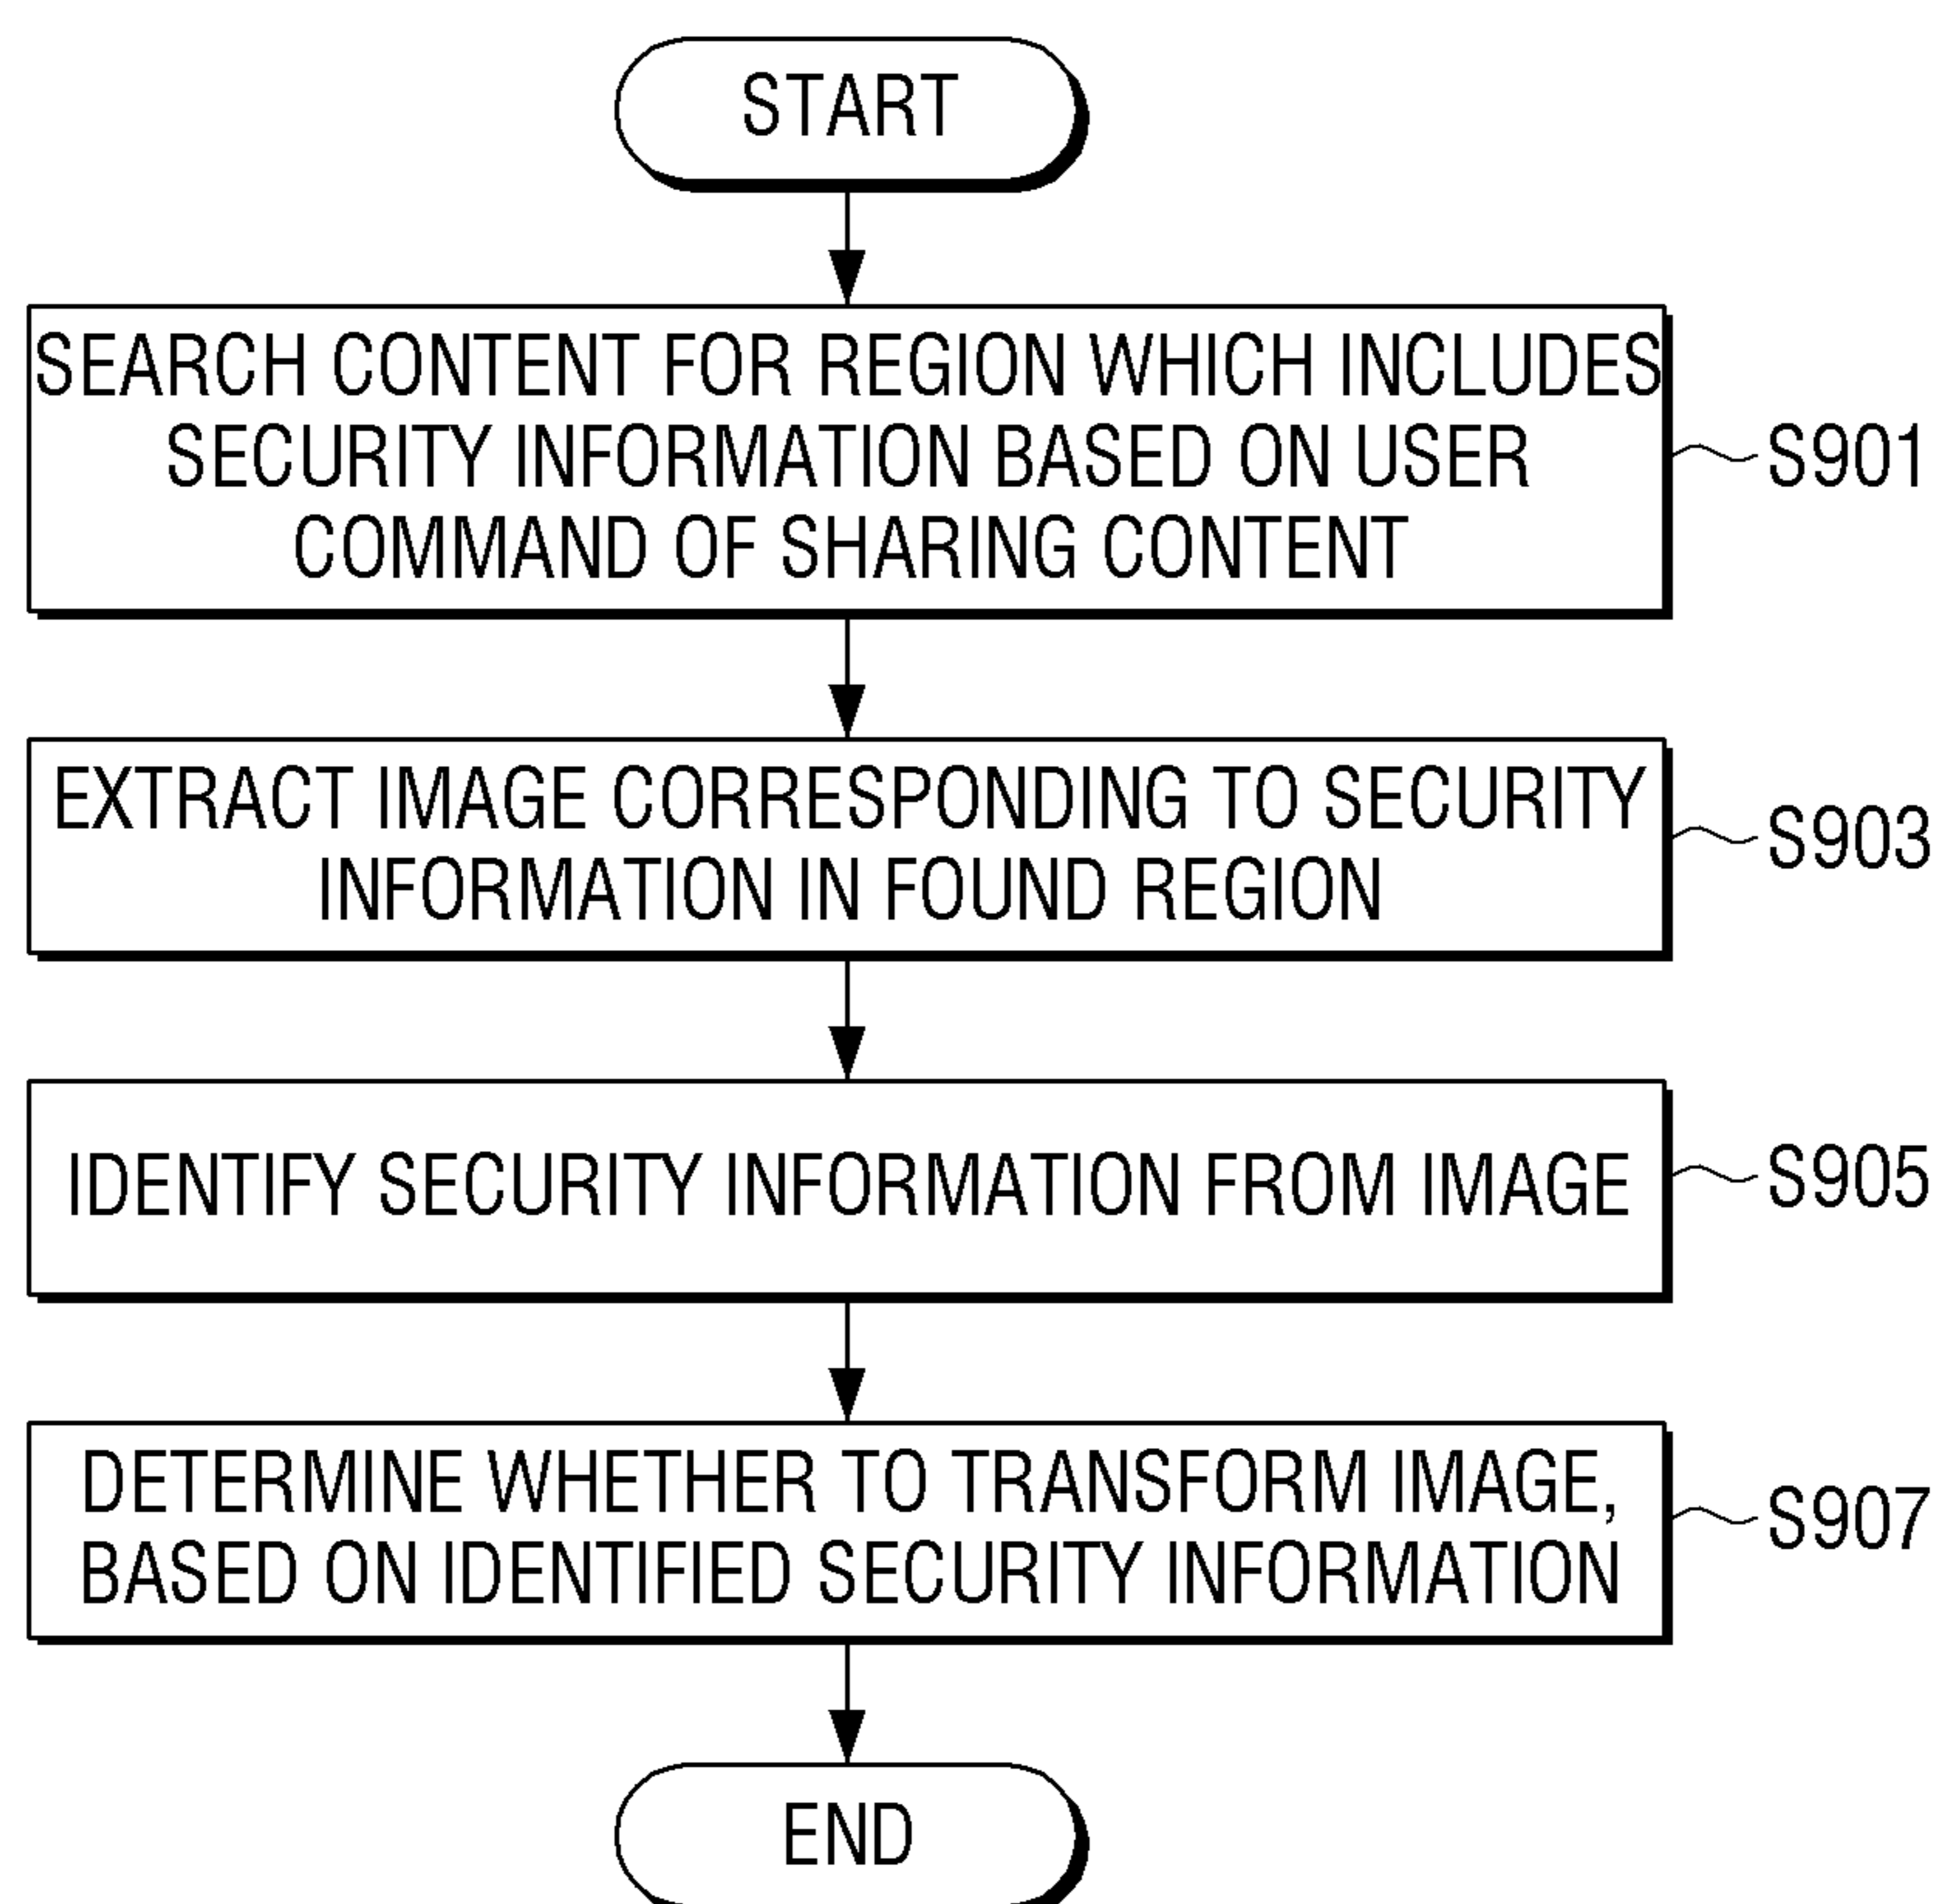 START
SEARCH CONTENT FOR REGION WHICH INCLUDES
SECURITY INFORMATION BASED ON USER
COMMAND OF SHARING CONTENT
S901
EXTRACT IMAGE CORRESPONDING TO SECURITY
INFORMATION IN FOUND REGION
S903
IDENTIFY SECURITY INFORMATION FROM IMAGE
S905
DETERMINE WHETHER TO TRANSFORM IMAGE,
BASED ON IDENTIFIED SECURITY INFORMATION
S907
END